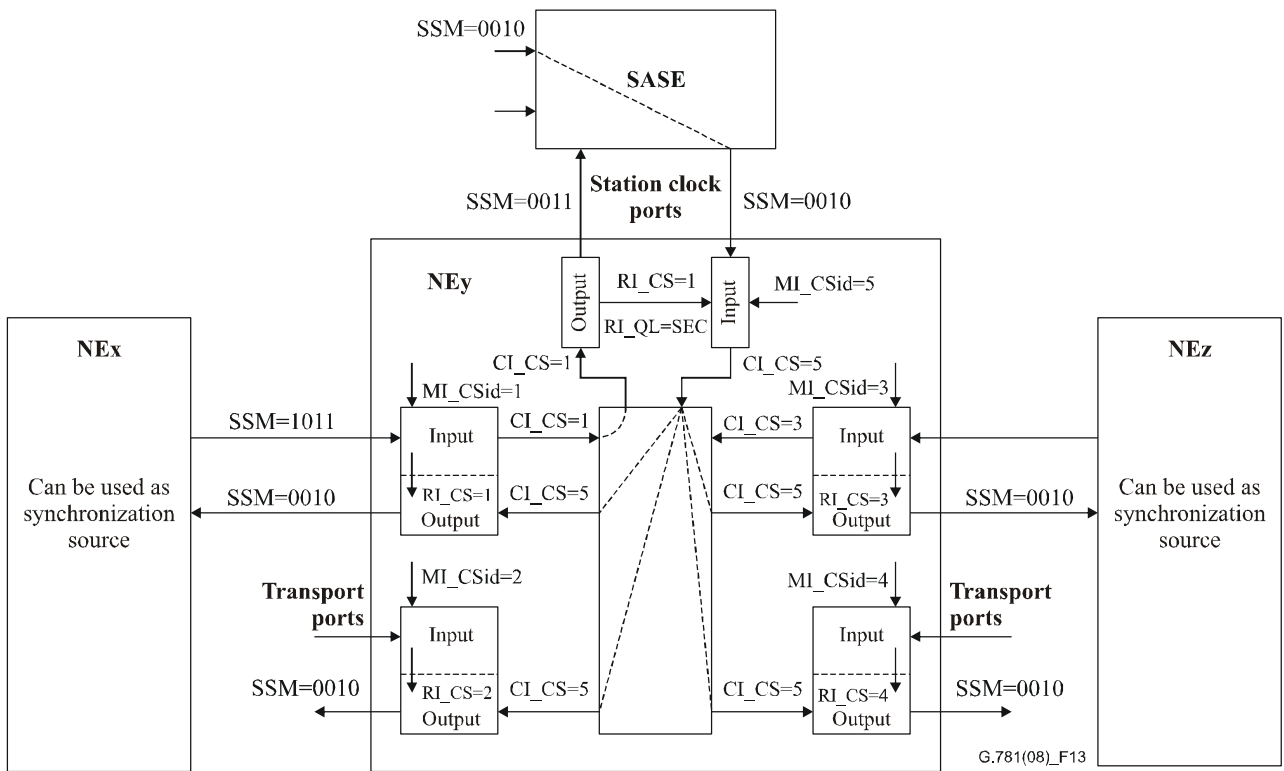 SSM=0010
SASE
SSM=0011
Station clock
ports
SSM=0010
NEy
Output
RI_CS=1
RI_QL=SEC
Input
MI_CSid=5
CI_CS=1
CI_CS=5
NEx
Can be used as
synchronization
source
SSM=1011
SSM=0010
MI_CSid=1
Input
RI_CS=1
Output
CI_CS=1
CI_CS=5
MI_CSid=3
CI_CS=3
CI_CS=5
Input
RI_CS=3
Output
SSM=0010
NEz
Can be used as
synchronization
source
Transport
ports
SSM=0010
MI_CSid=2
Input
RI_CS=2
Output
CI_CS=5
MI_CSid=4
CI_CS=5
Input
RI_CS=4
Output
Transport
ports
SSM=0010
G.781(08)_F13